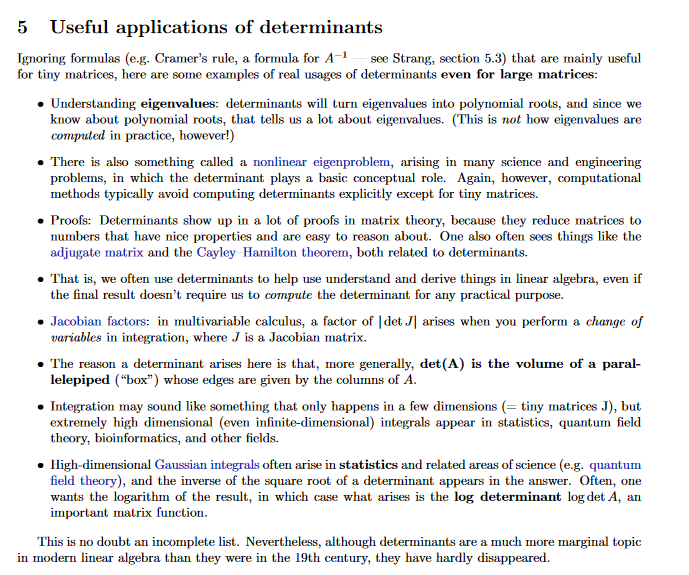 5 Useful applications of determinants
Ignoring formulas (e.g. Cramer's rule, a formula for A⁻¹ — see Strang, section 5.3) that are mainly useful
for tiny matrices, here are some examples of real usages of determinants even for large matrices:
• Understanding eigenvalues: determinants will turn eigenvalues into polynomial roots, and since we
know about polynomial roots, that tells us a lot about eigenvalues. (This is not how eigenvalues are
computed in practice, however!)
• There is also something called a nonlinear eigenproblem, arising in many science and engineering
problems, in which the determinant plays a basic conceptual role. Again, however, computational
methods typically avoid computing determinants explicitly except for tiny matrices.
• Proofs: Determinants show up in a lot of proofs in matrix theory, because they reduce matrices to
numbers that have nice properties and are easy to reason about. One also often sees things like the
adjugate matrix and the Cayley–Hamilton theorem, both related to determinants.
• That is, we often use determinants to help use understand and derive things in linear algebra, even if
the final result doesn't require us to compute the determinant for any practical purpose.
• Jacobian factors: in multivariable calculus, a factor of |det J| arises when you perform a change of
variables in integration, where J is a Jacobian matrix.
• The reason a determinant arises here is that, more generally, det(A) is the volume of a paral-
lelepiped ("box") whose edges are given by the columns of A.
• Integration may sound like something that only happens in a few dimensions (= tiny matrices J), but
extremely high dimensional (even infinite-dimensional) integrals appear in statistics, quantum field
theory, bioinformatics, and other fields.
• High-dimensional Gaussian integrals often arise in statistics and related areas of science (e.g. quantum
field theory), and the inverse of the square root of a determinant appears in the answer. Often, one
wants the logarithm of the result, in which case what arises is the log determinant log det A, an
important matrix function.
This is no doubt an incomplete list. Nevertheless, although determinants are a much more marginal topic
in modern linear algebra than they were in the 19th century, they have hardly disappeared.